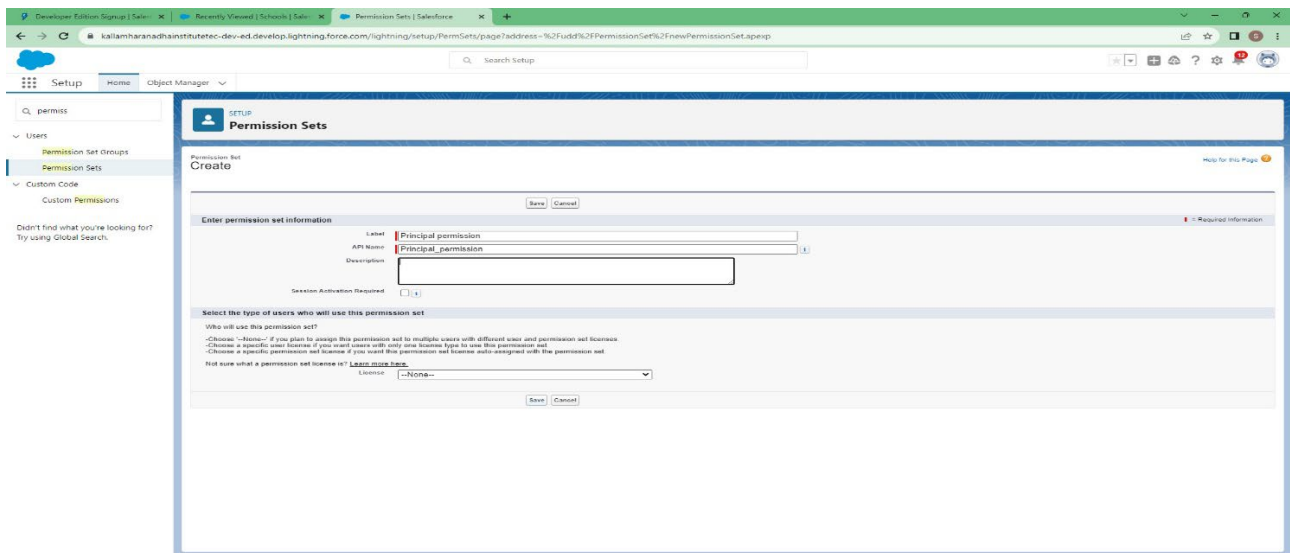 Developer Edition Signup | Sales
Recently Viewed | Schools | Sale
Permission Sets | Salesforce
kallamharanadhainstitutetec-dev-ed.develop.lightning.force.com/lightning/setup/PermSets/page?address=%2Fudd%2FPermissionSet%2FnewPermissionSet.apexp
Search Setup
12
Setup
Home
Object Manager
permiss
Users
Permission Set Groups
Permission Sets
Custom Code
Custom Permissions
Didn't find what you're looking for?
Try using Global Search.
SETUP
Permission Sets
Permission Set
Create
Help for this Page
Save Cancel
Enter permission set information
= Required Information
Label Principal permission
API Name Principal_permission
Description
Session Activation Required
Select the type of users who will use this permission set
Who will use this permission set?
-Choose '--None--' if you plan to assign this permission set to multiple users with different user and permission set licenses.
-Choose a specific user license if you want users with only one license type to use this permission set.
-Choose a specific permission set license if you want this permission set license auto-assigned with the permission set.
Not sure what a permission set license is? Learn more here.
License --None--
Save Cancel